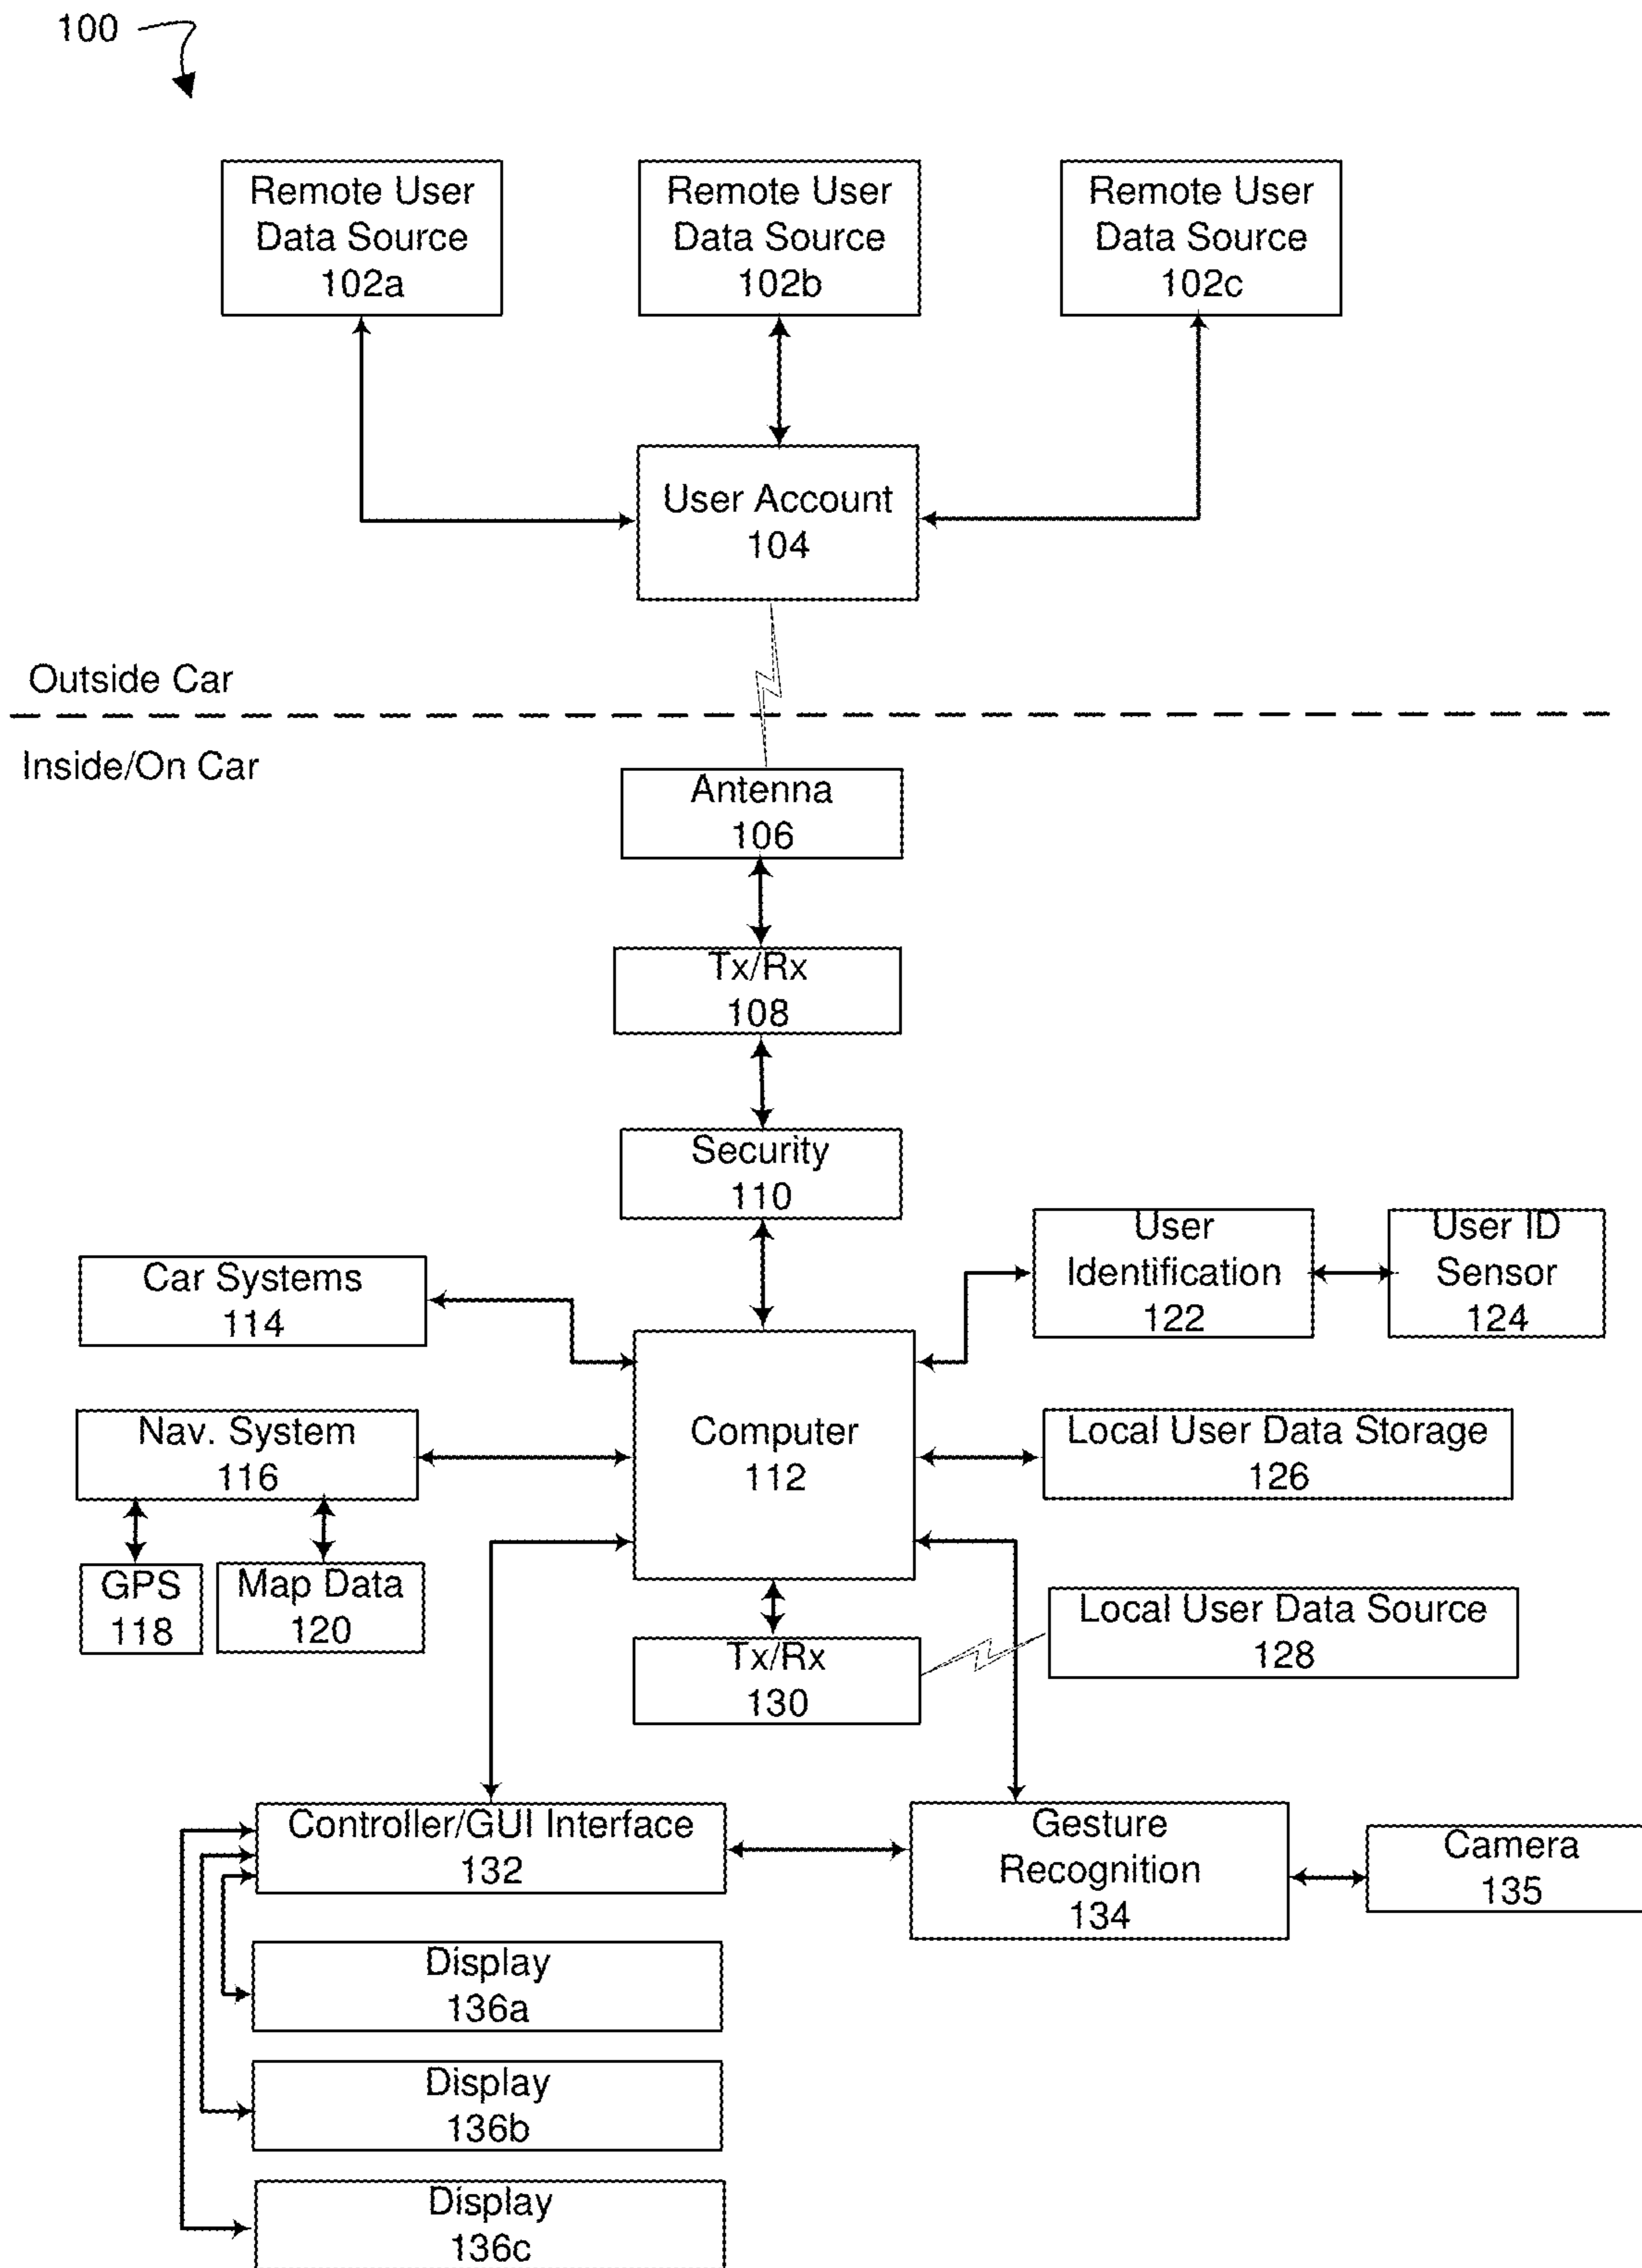 100
Remote User
Data Source
102a
Remote User
Data Source
102b
Remote User
Data Source
102c
User Account
104
Outside Car
Inside/On Car
Antenna
106
Tx/Rx
108
Security
110
Car Systems
114
User
Identification
122
User ID
Sensor
124
Nav. System
116
Computer
112
Local User Data Storage
126
GPS
118
Map Data
120
Tx/Rx
130
Local User Data Source
128
Controller/GUI Interface
132
Gesture
Recognition
134
Camera
135
Display
136a
Display
136b
Display
136c